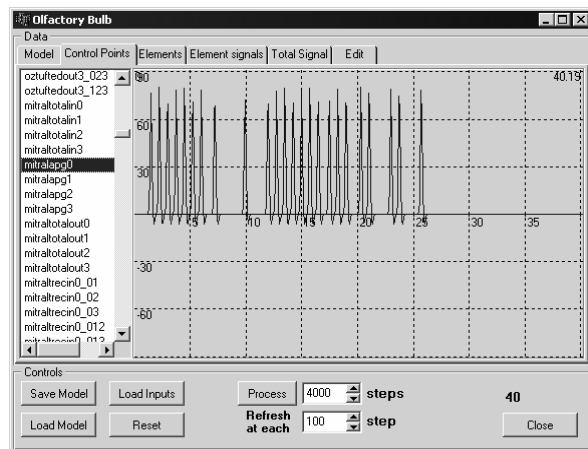 Olfactory Bulb
Data
Model Control Points Elements Element signals Total Signal Edit
oztuftedout3_023
oztuftedout3_123
mitraltotalin0
mitraltotalin1
mitraltotalin2
mitraltotalin3
mitralapg0
mitralapg1
mitralapg2
mitralapg3
mitraltotalout0
mitraltotalout1
mitraltotalout2
mitraltotalout3
mitraltrecin0_01
mitraltrecin0_02
mitraltrecin0_03
mitraltrecin0_012
mitraltrecin0_013
90 40.19
60
30
5 10 15 20 25 30 35
-30
-60
Controls
Save Model Load Inputs Process 4000 steps 40
Load Model Reset Refresh at each 100 step Close